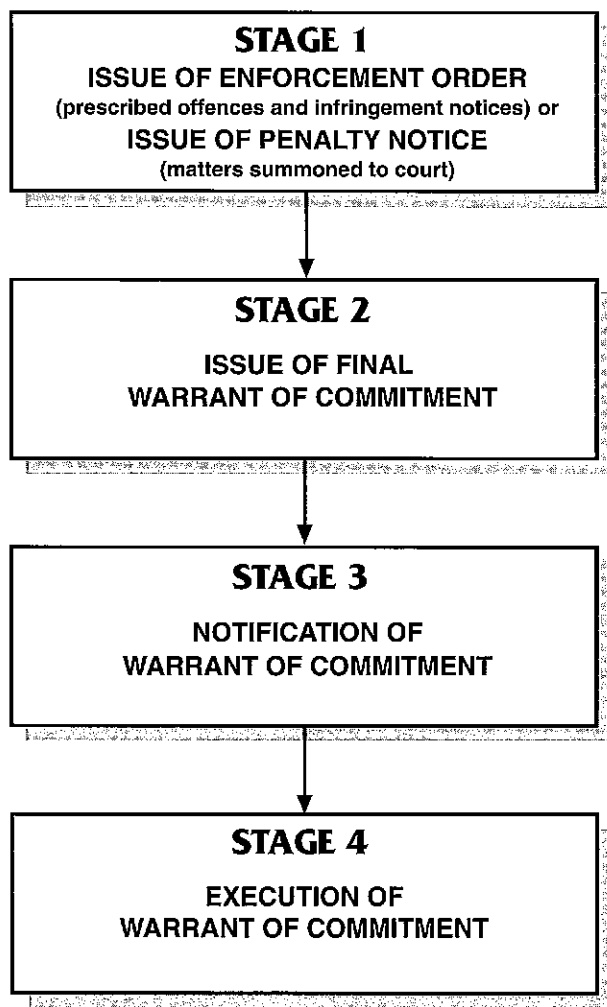 STAGE 1
ISSUE OF ENFORCEMENT ORDER
(prescribed offences and infringement notices) or
ISSUE OF PENALTY NOTICE
(matters summoned to court)
STAGE 2
ISSUE OF FINAL
WARRANT OF COMMITMENT
STAGE 3
NOTIFICATION OF
WARRANT OF COMMITMENT
STAGE 4
EXECUTION OF
WARRANT OF COMMITMENT